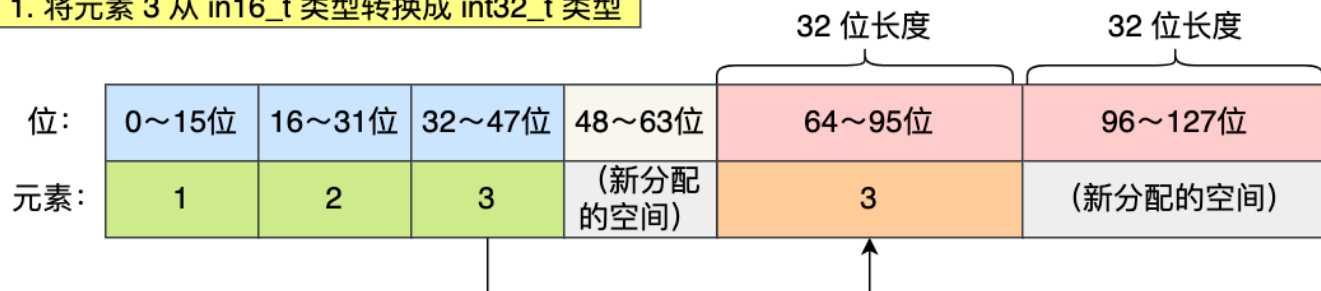 1. 将元素 3 从 in16_t 类型转换成 int32_t 类型
32 位长度
32 位长度
位：
0～15位
16～31位
32～47位
48～63位
64～95位
96～127位
元素：
1
2
3
（新分配
的空间）
3
（新分配的空间）